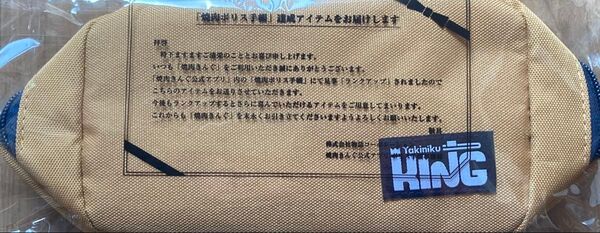 「焼肉ポリス手帳」達成アイテムをお届けします
拝啓
時下ますますご清栄のこととお喜び申し上げます。
いつも「焼肉きんぐ」をご利用いただき誠にありがとうございます。
「焼肉きんぐ公式アプリ」内の「焼肉ポリス手帳」にて見事「ランクアップ」されましたので
こちらのアイテムをお送りさせていただきます。
今後もランクアップするとさらに喜んでいただけるアイテムをご用意してまいります。
これからも「焼肉きんぐ」を末永くお引き立てくださいますようよろしくお願いいたします。
敬具
株式会社物語コーポ
焼肉きんぐ公式アプ
Yakiniku
KING